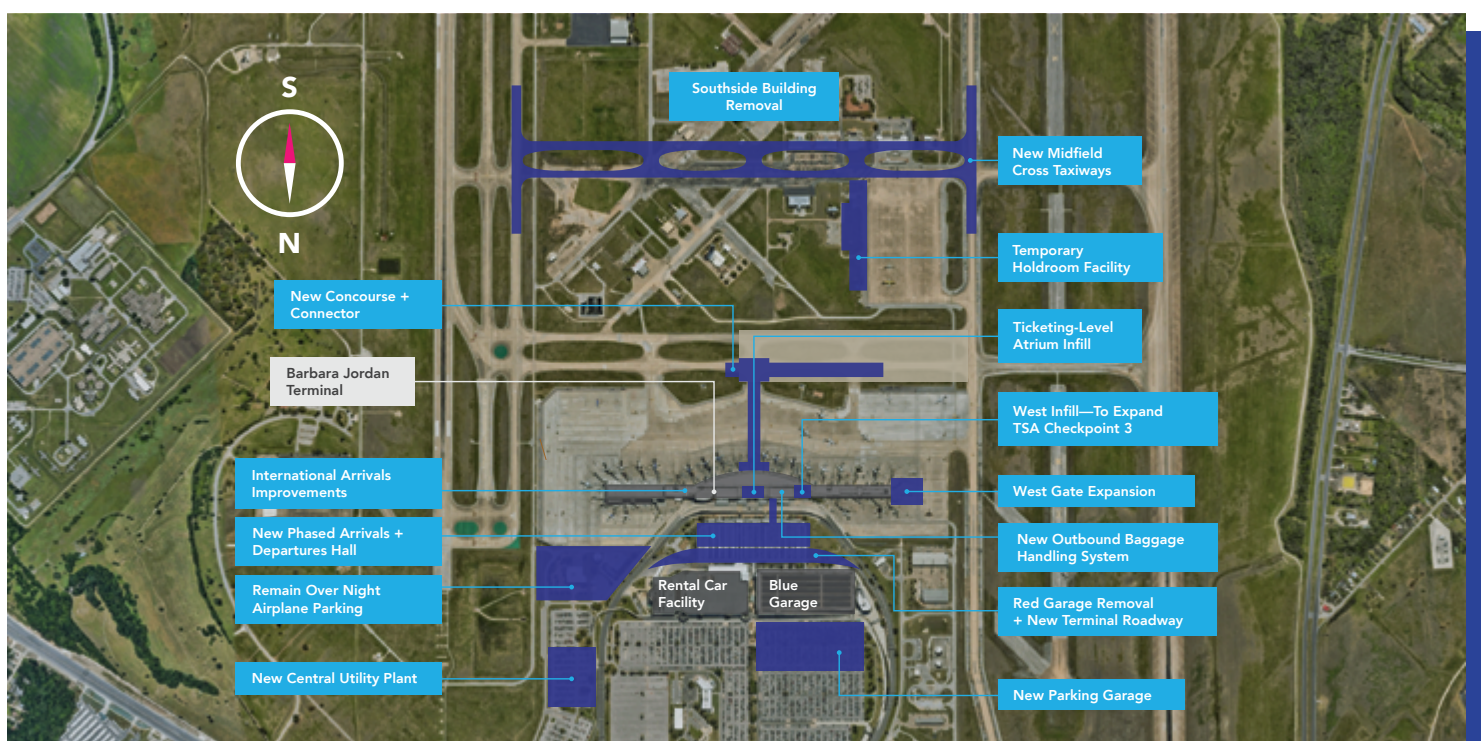 S
N
Southside Building
Removal
New Midfield
Cross Taxiways
Temporary
Holdroom Facility
New Concourse +
Connector
Ticketing-Level
Atrium Infill
Barbara Jordan
Terminal
West Infill—To Expand
TSA Checkpoint 3
International Arrivals
Improvements
West Gate Expansion
New Phased Arrivals +
Departures Hall
New Outbound Baggage
Handling System
Remain Over Night
Airplane Parking
Rental Car
Facility
Blue
Garage
Red Garage Removal
+ New Terminal Roadway
New Central Utility Plant
New Parking Garage